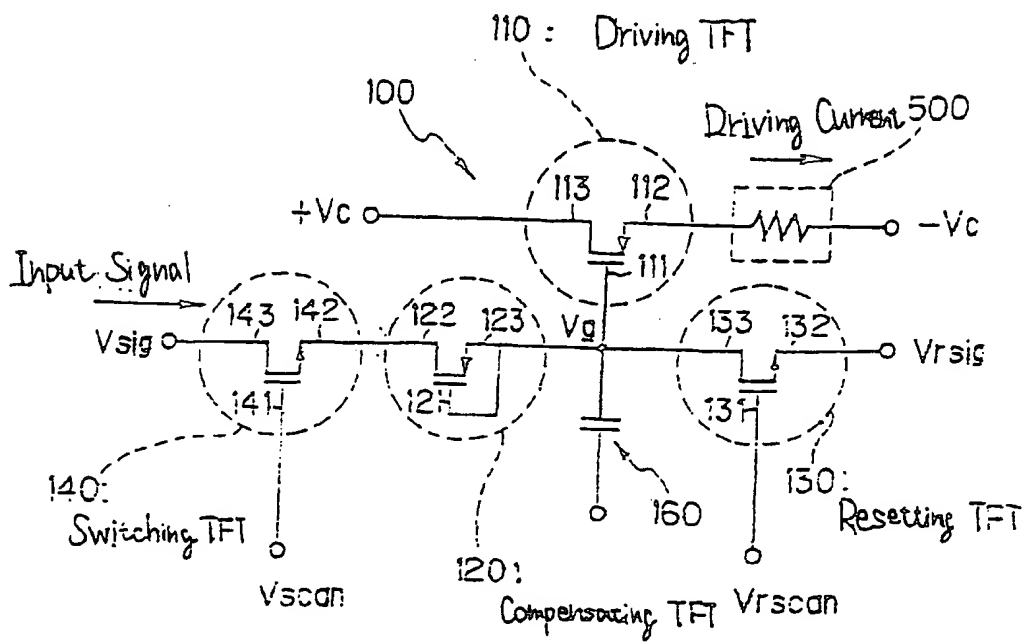 110 : Driving TFT
100
Driving Current 500
113 112
+Vc -Vc
111
Input Signal
143 142 122 123 Vg 133 132
Vsig Vrsig
141 121 131
140: 160 130:
Switching TFT Resetting TFT
120:
Vscan Compensating TFT Vrscan